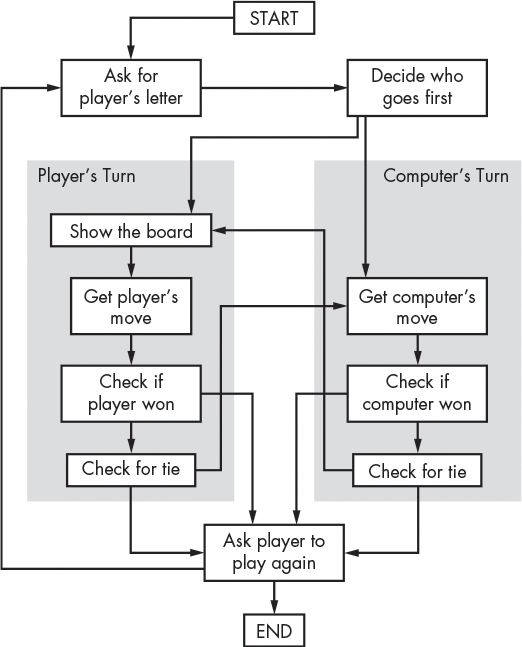 START
Ask for
player's letter
Decide who
goes first
Player's Turn
Computer's Turn
Show the board
Get player's
move
Get computer's
move
Check if
player won
Check if
computer won
Check for tie
Check for tie
Ask player to
play again
END